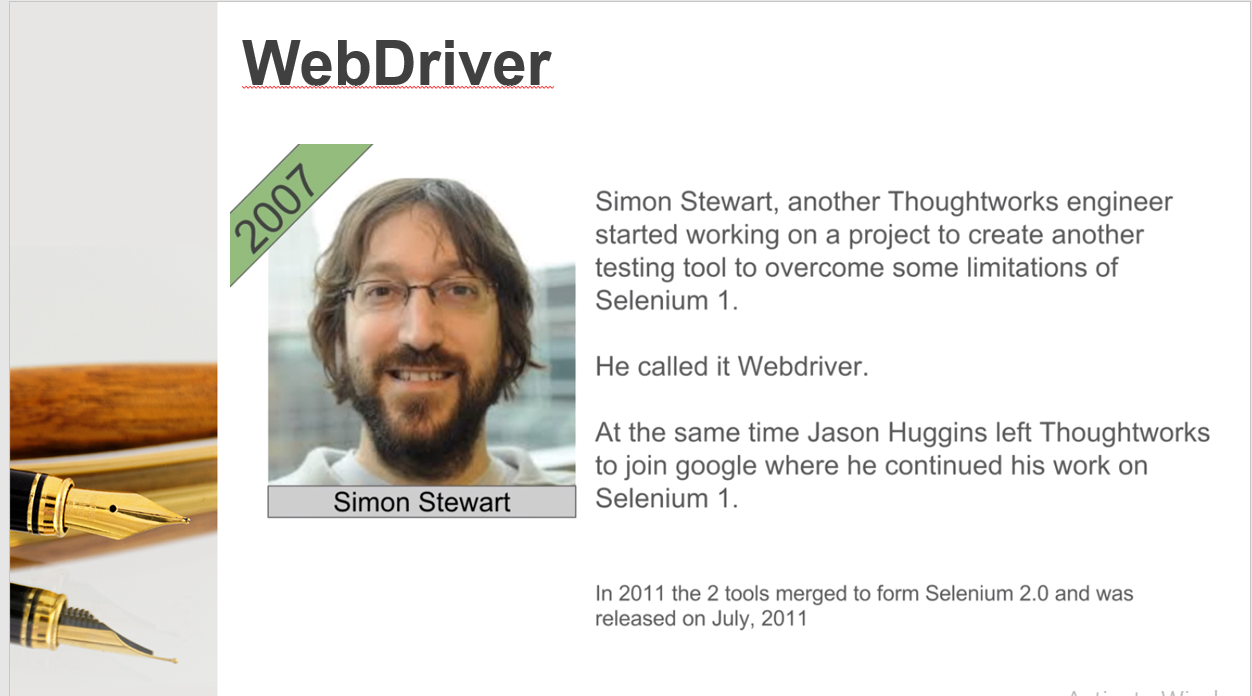 WebDriver
2007
Simon Stewart
Simon Stewart, another Thoughtworks engineer
started working on a project to create another
testing tool to overcome some limitations of
Selenium 1.
He called it Webdriver.
At the same time Jason Huggins left Thoughtworks
to join google where he continued his work on
Selenium 1.
In 2011 the 2 tools merged to form Selenium 2.0 and was
released on July, 2011